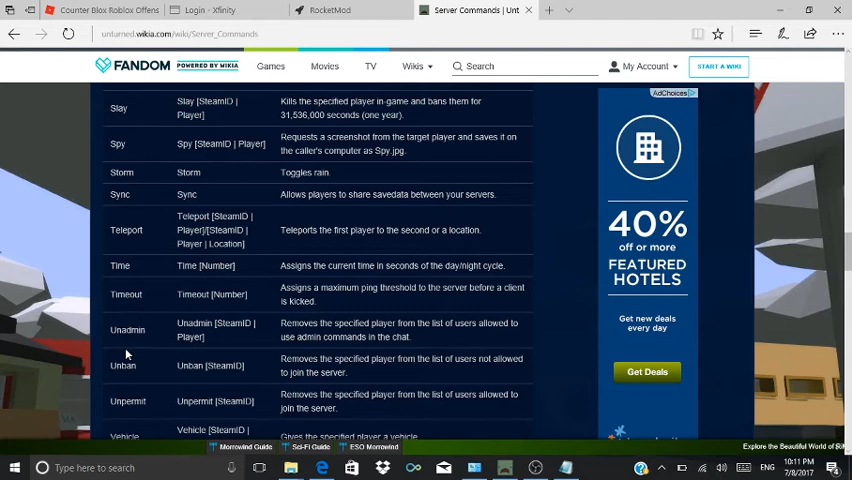 Counter Blox Roblox Offens
Login - Xfinity
RocketMod
Server Commands | Unt
unturned.wikia.com/wiki/Server_Commands
FANDOM POWERED BY WIKIA Games Movies TV Wikis Search My Account START A WIKI
AdChoices
Slay Slay [SteamID | Player] Kills the specified player in-game and bans them for 31,536,000 seconds (one year).
Spy Spy [SteamID | Player] Requests a screenshot from the target player and saves it on the caller's computer as Spy.jpg.
Storm Storm Toggles rain.
Sync Sync Allows players to share savedata between your servers.
Teleport Teleport [SteamID | Player]/[SteamID | Player | Location] Teleports the first player to the second or a location.
Time Time [Number] Assigns the current time in seconds of the day/night cycle.
Timeout Timeout [Number] Assigns a maximum ping threshold to the server before a client is kicked.
Unadmin Unadmin [SteamID | Player] Removes the specified player from the list of users allowed to use admin commands in the chat.
Unban Unban [SteamID] Removes the specified player from the list of users not allowed to join the server.
Unpermit Unpermit [SteamID] Removes the specified player from the list of users allowed to join the server.
Vehicle Vehicle [SteamID | Gives the specified player a vehicle.
40%
off or more
FEATURED
HOTELS
Get new deals
every day
Get Deals
Morrowind Guide Sci-Fi Guide ESO Morrowind Explore the Beautiful World of
Type here to search
ENG
10:11 PM
7/8/2017
4